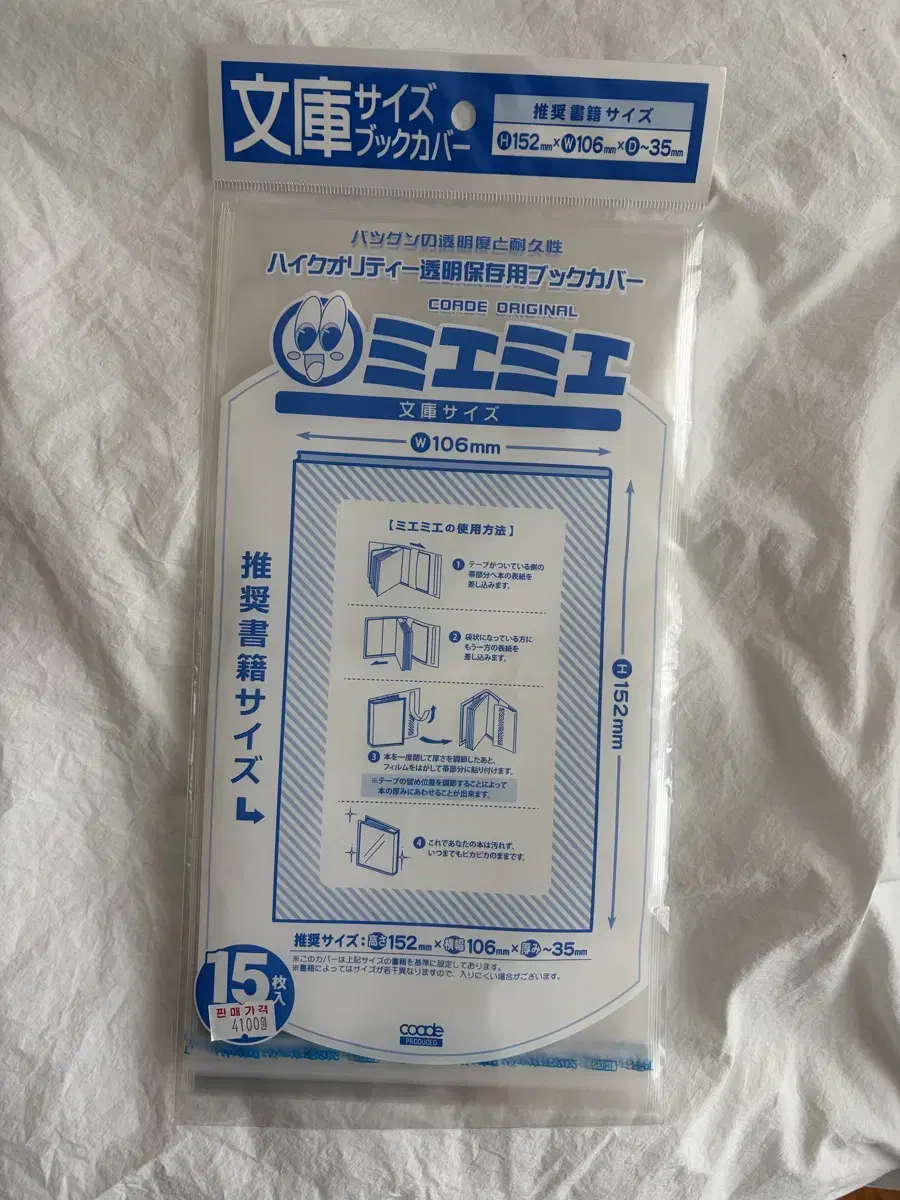 文庫サイズ
ブックカバー
推奨書籍サイズ
H152mm×W106mm×D~35mm
バツグンの透明度と耐久性
ハイクオリティー透明保存用ブックカバー
COADE ORIGINAL
ミエミエ
文庫サイズ
W106mm
【ミエミエの使用方法】
1 テープがついている側の
帯部分へ本の表紙を
差し込みます。
2 袋状になっている方に
もう一方の表紙を
差し込みます。
3 本を一度閉じて厚さを調節したあと、
フィルムをはがして帯部分に貼り付けます。
※テープの留め位置を調節することによって
本の厚みにあわせることが出来ます。
4 これであなたの本は汚れず、
いつまでもピカピカのままです。
推奨書籍サイズ
H152mm
推奨サイズ:高さ152mm×横幅106mm×厚み~35mm
※このカバーは上記サイズの書籍を基準に設定しております。
※書籍によってはサイズが若干異なりますので、入りにくい場合がございます。
15枚入
판매가격
4100원
coade
PRODUCED